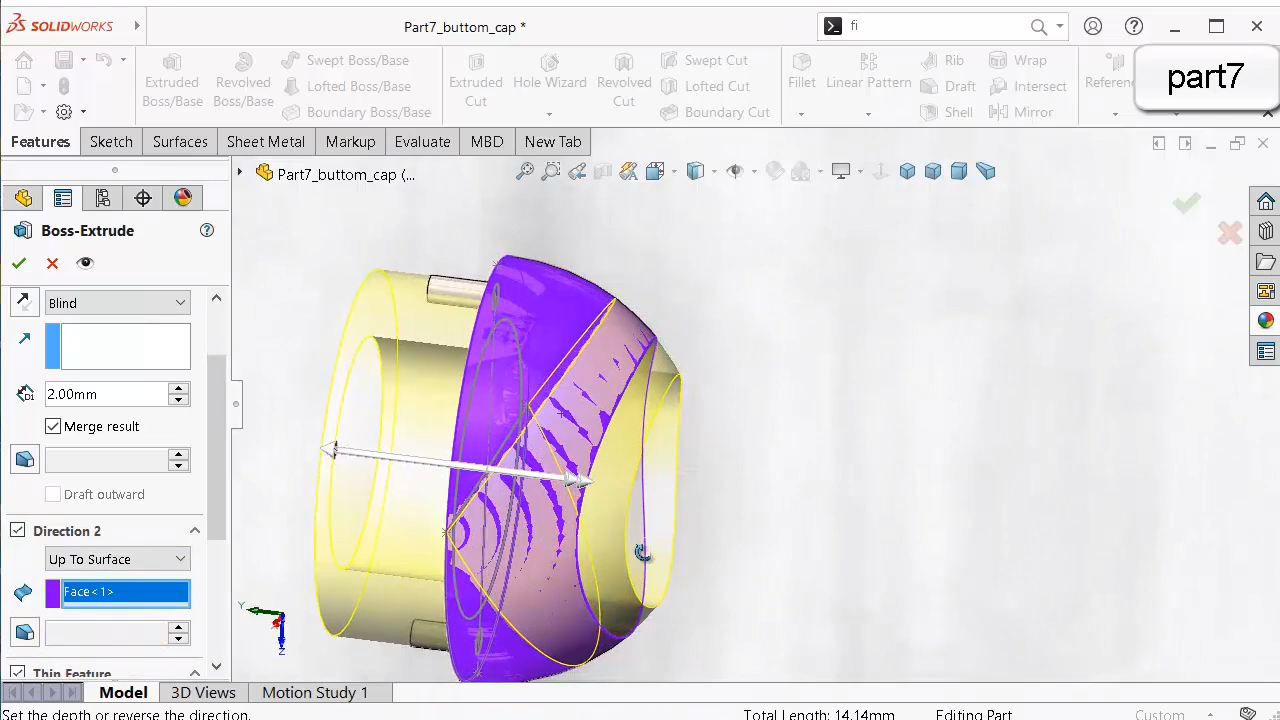 SOLIDWORKS
Part7_buttom_cap *
fi
part7
Extruded Boss/Base
Revolved Boss/Base
Swept Boss/Base
Lofted Boss/Base
Boundary Boss/Base
Extruded Cut
Hole Wizard
Revolved Cut
Swept Cut
Lofted Cut
Boundary Cut
Fillet
Linear Pattern
Rib
Draft
Shell
Wrap
Intersect
Mirror
Referen
Features
Sketch
Surfaces
Sheet Metal
Markup
Evaluate
MBD
New Tab
Part7_buttom_cap (...
Boss-Extrude
Blind
2.00mm
Merge result
Draft outward
Direction 2
Up To Surface
Face<1>
Thin Feature
Y
Z
Model
3D Views
Motion Study 1
Set the depth or reverse the direction.
Total Length: 14.14mm
Editing Part
Custom